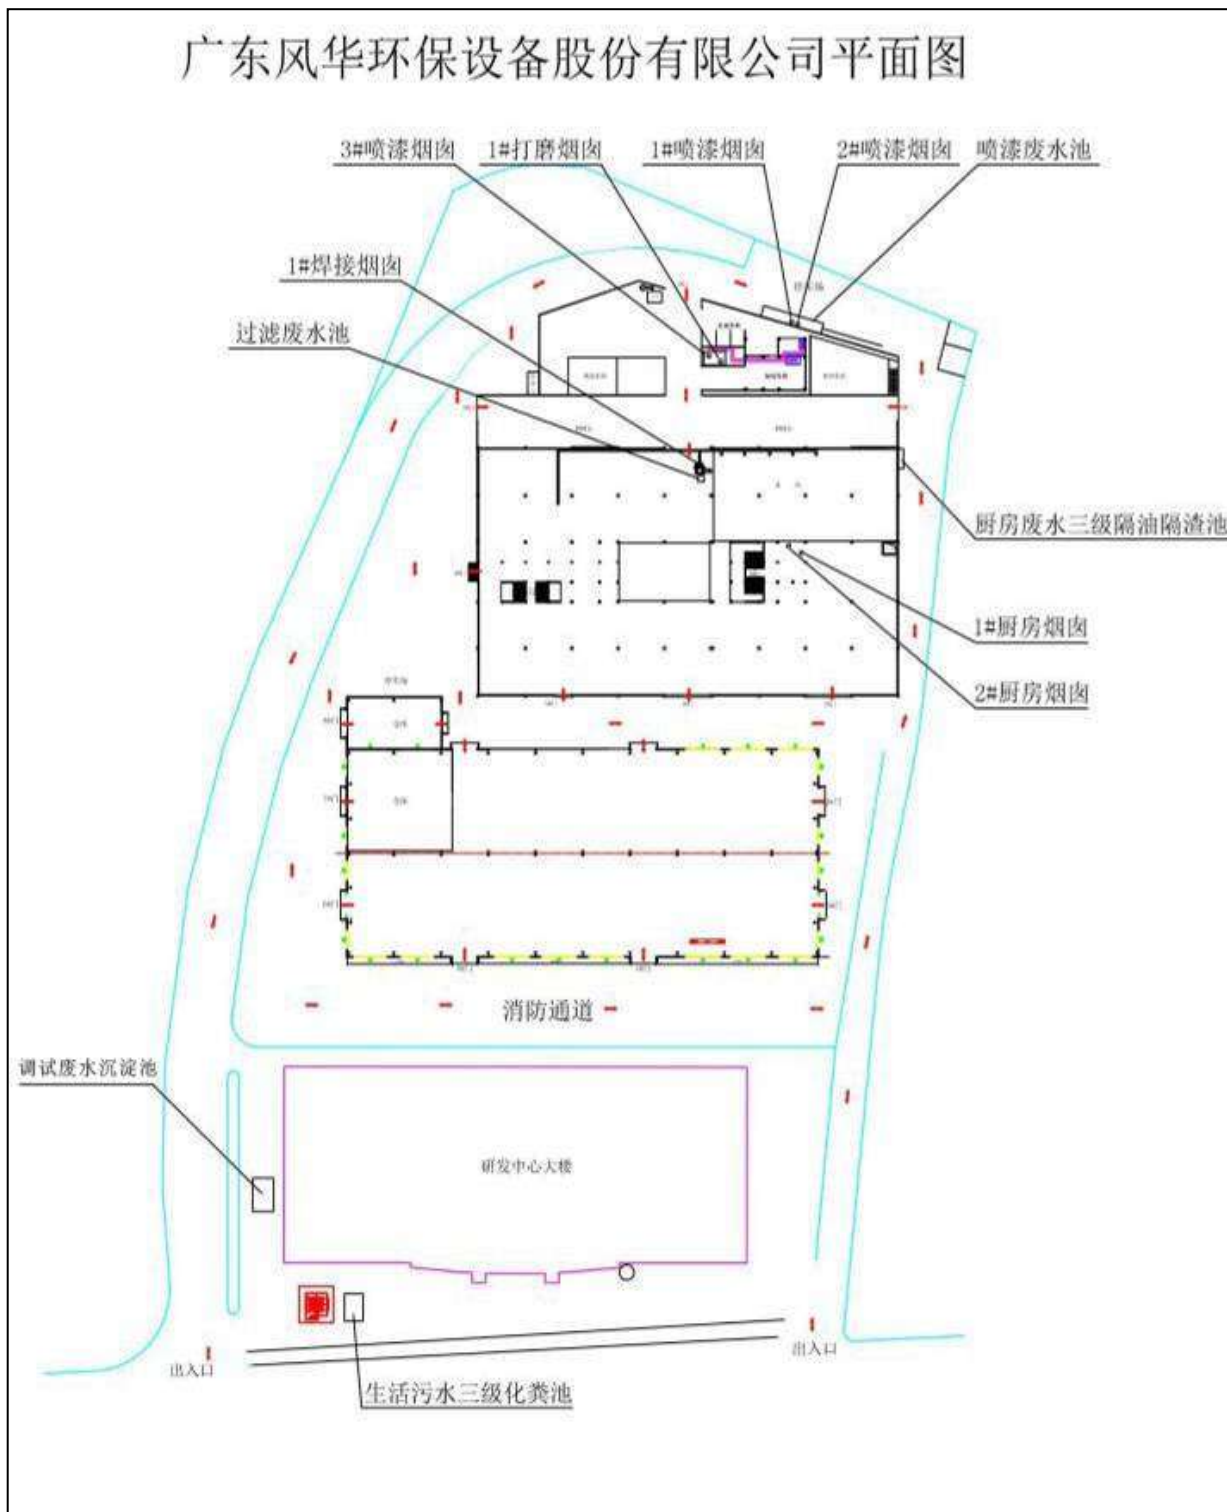 广东风华环保设备股份有限公司平面图
3#喷漆烟囱
1#打磨烟囱
1#喷漆烟囱
2#喷漆烟囱
喷漆废水池
1#焊接烟囱
停车场
过滤废水池
厨房废水三级隔油隔渣池
1#厨房烟囱
2#厨房烟囱
消防通道
调试废水沉淀池
研发中心大楼
出入口
出入口
生活污水三级化粪池